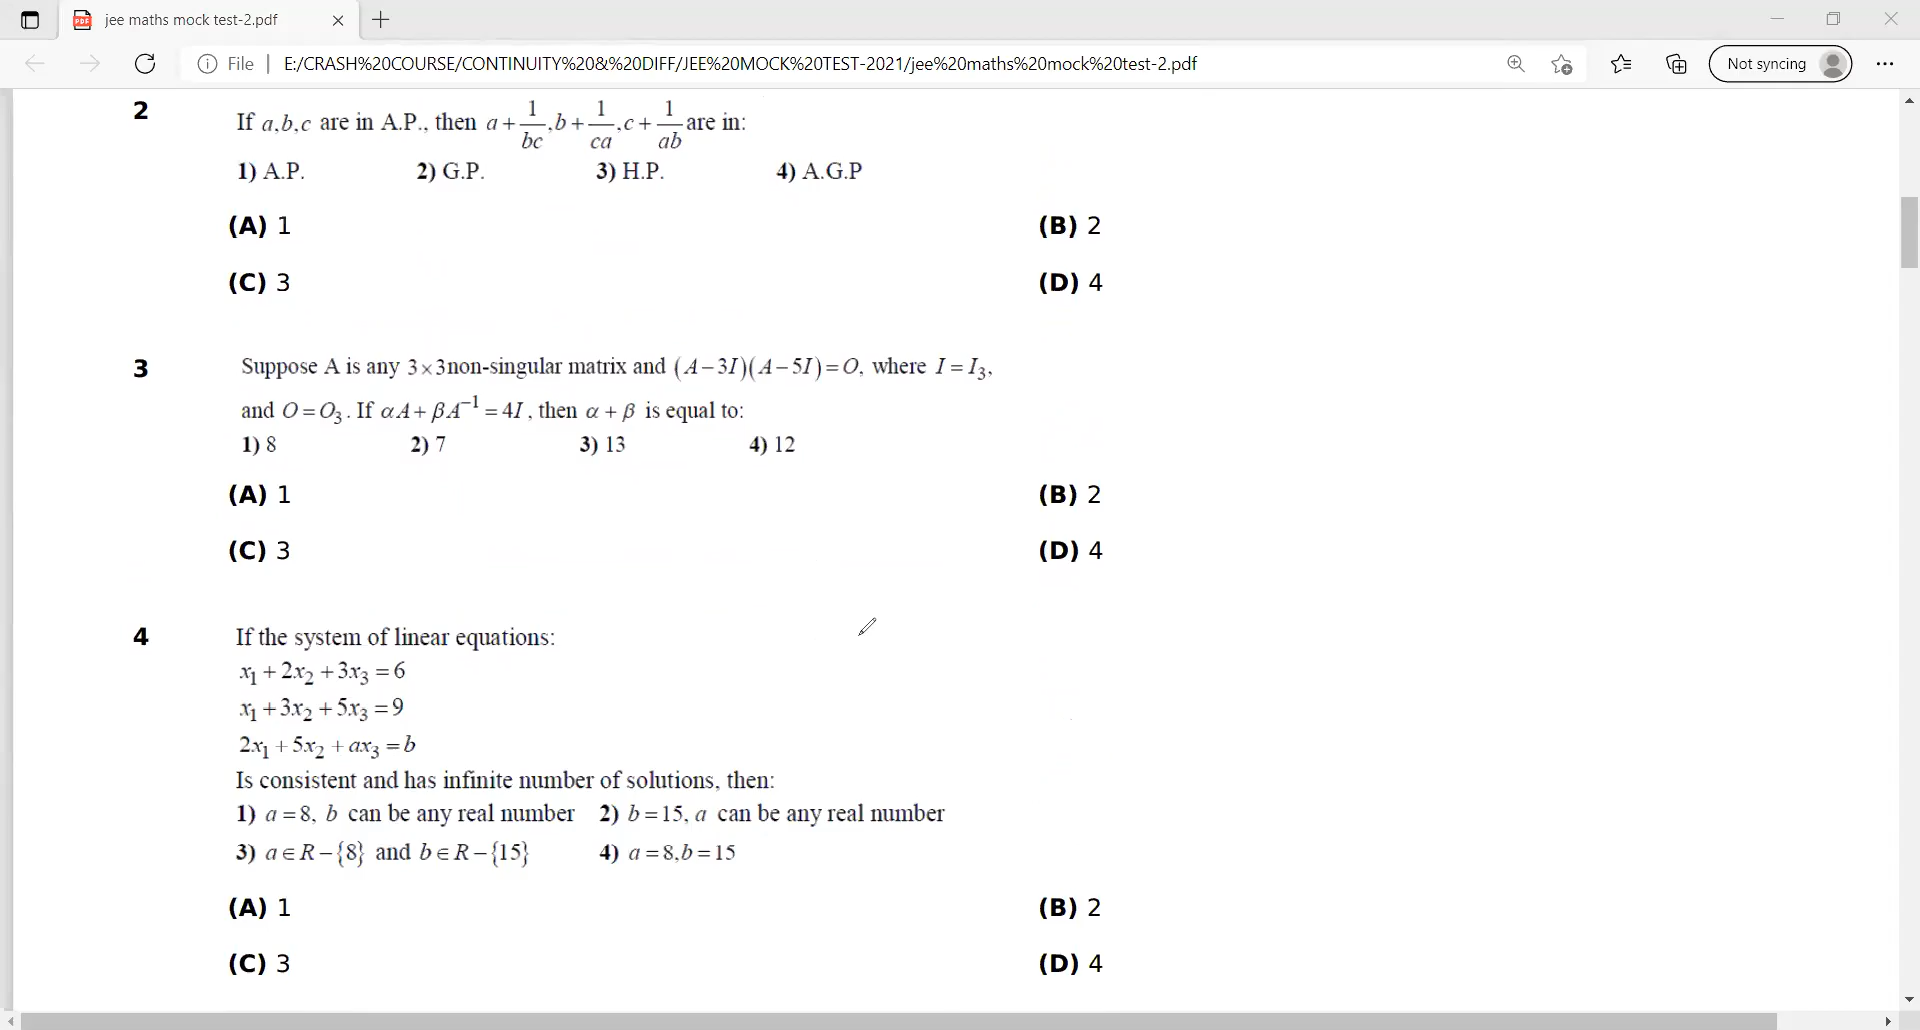 jee maths mock test-2.pdf
File | E:/CRASH%20COURSE/CONTINUITY%20&%20DIFF/JEE%20MOCK%20TEST-2021/jee%20maths%20mock%20test-2.pdf
Not syncing
2 If a,b,c are in A.P., then a + 1/bc, b + 1/ca, c + 1/ab are in:
1) A.P. 2) G.P. 3) H.P. 4) A.G.P
(A) 1 (B) 2
(C) 3 (D) 4
3 Suppose A is any 3×3 non-singular matrix and (A−3I)(A−5I)=O, where I=I₃,
and O=O₃. If αA+βA⁻¹=4I, then α+β is equal to:
1) 8 2) 7 3) 13 4) 12
(A) 1 (B) 2
(C) 3 (D) 4
4 If the system of linear equations:
x₁+2x₂+3x₃=6
x₁+3x₂+5x₃=9
2x₁+5x₂+ax₃=b
Is consistent and has infinite number of solutions, then:
1) a=8, b can be any real number 2) b=15, a can be any real number
3) a∈R−{8} and b∈R−{15} 4) a=8,b=15
(A) 1 (B) 2
(C) 3 (D) 4